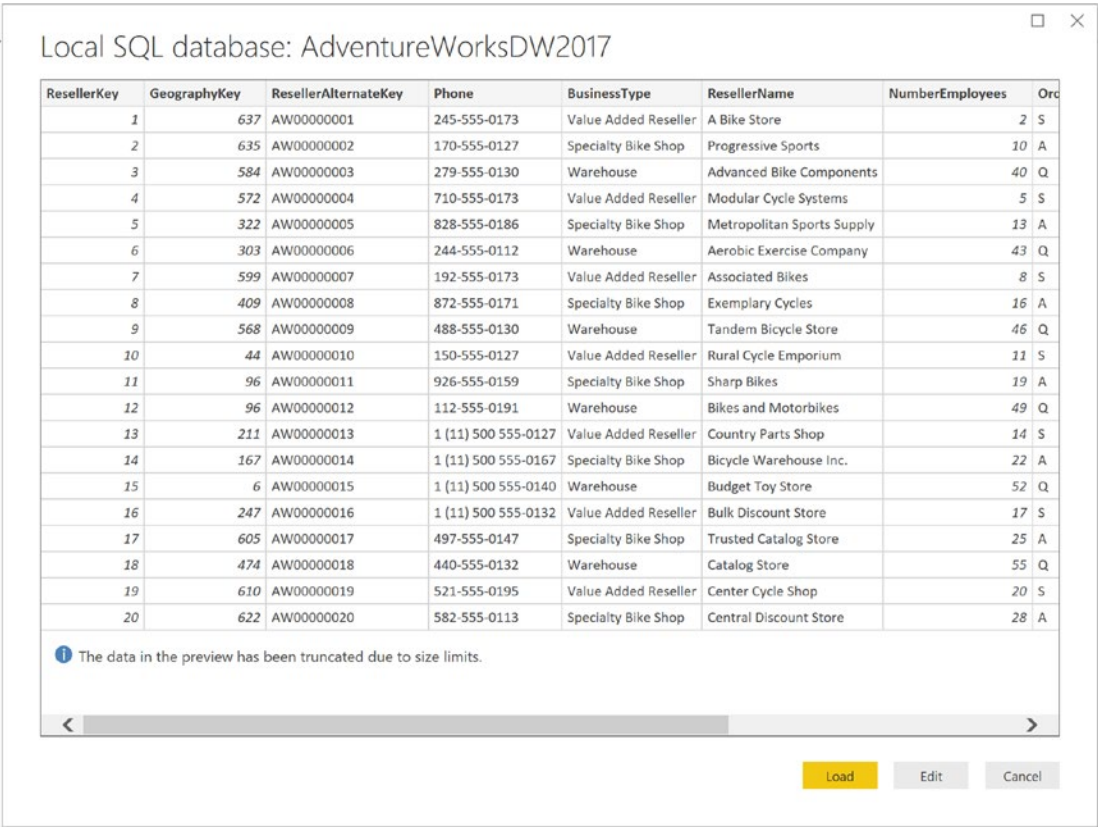 Local SQL database: AdventureWorksDW2017
ResellerKey GeographyKey ResellerAlternateKey Phone BusinessType ResellerName NumberEmployees Orc
1 637 AW00000001 245-555-0173 Value Added Reseller A Bike Store 2 S
2 635 AW00000002 170-555-0127 Specialty Bike Shop Progressive Sports 10 A
3 584 AW00000003 279-555-0130 Warehouse Advanced Bike Components 40 Q
4 572 AW00000004 710-555-0173 Value Added Reseller Modular Cycle Systems 5 S
5 322 AW00000005 828-555-0186 Specialty Bike Shop Metropolitan Sports Supply 13 A
6 303 AW00000006 244-555-0112 Warehouse Aerobic Exercise Company 43 Q
7 599 AW00000007 192-555-0173 Value Added Reseller Associated Bikes 8 S
8 409 AW00000008 872-555-0171 Specialty Bike Shop Exemplary Cycles 16 A
9 568 AW00000009 488-555-0130 Warehouse Tandem Bicycle Store 46 Q
10 44 AW00000010 150-555-0127 Value Added Reseller Rural Cycle Emporium 11 S
11 96 AW00000011 926-555-0159 Specialty Bike Shop Sharp Bikes 19 A
12 96 AW00000012 112-555-0191 Warehouse Bikes and Motorbikes 49 Q
13 211 AW00000013 1 (11) 500 555-0127 Value Added Reseller Country Parts Shop 14 S
14 167 AW00000014 1 (11) 500 555-0167 Specialty Bike Shop Bicycle Warehouse Inc. 22 A
15 6 AW00000015 1 (11) 500 555-0140 Warehouse Budget Toy Store 52 Q
16 247 AW00000016 1 (11) 500 555-0132 Value Added Reseller Bulk Discount Store 17 S
17 605 AW00000017 497-555-0147 Specialty Bike Shop Trusted Catalog Store 25 A
18 474 AW00000018 440-555-0132 Warehouse Catalog Store 55 Q
19 610 AW00000019 521-555-0195 Value Added Reseller Center Cycle Shop 20 S
20 622 AW00000020 582-555-0113 Specialty Bike Shop Central Discount Store 28 A
The data in the preview has been truncated due to size limits.
Load Edit Cancel